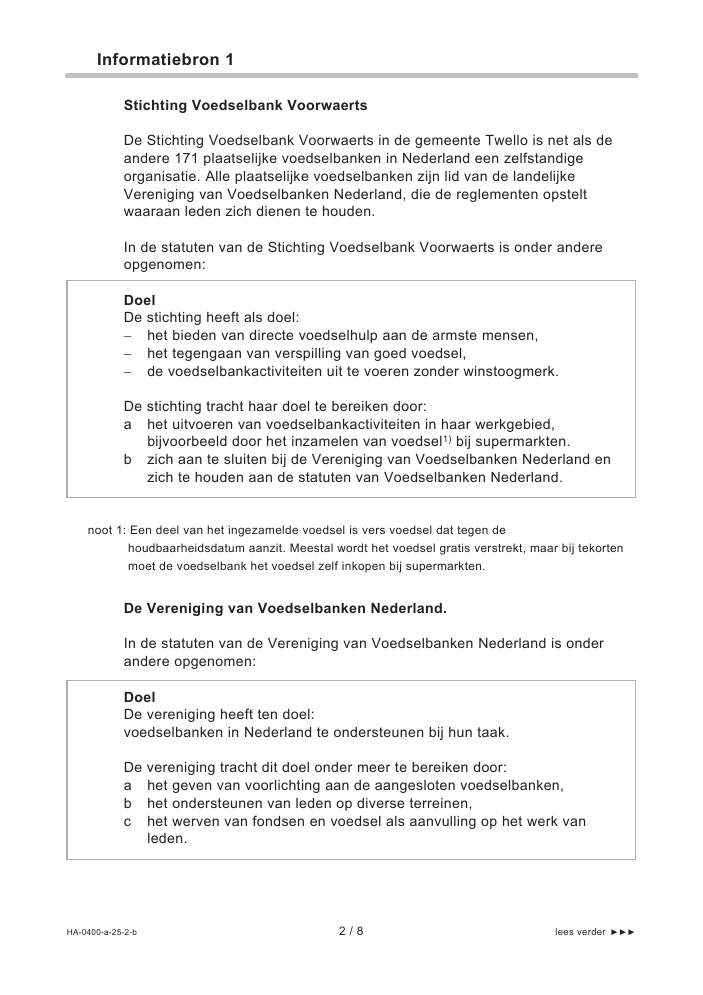 Informatiebron 1
Stichting Voedselbank Voorwaerts
De Stichting Voedselbank Voorwaerts in de gemeente Twello is net als de
andere 171 plaatselijke voedselbanken in Nederland een zelfstandige
organisatie. Alle plaatselijke voedselbanken zijn lid van de landelijke
Vereniging van Voedselbanken Nederland, die de reglementen opstelt
waaraan leden zich dienen te houden.
In de statuten van de Stichting Voedselbank Voorwaerts is onder andere
opgenomen:
Doel
De stichting heeft als doel:
− het bieden van directe voedselhulp aan de armste mensen,
− het tegengaan van verspilling van goed voedsel,
− de voedselbankactiviteiten uit te voeren zonder winstoogmerk.
De stichting tracht haar doel te bereiken door:
a het uitvoeren van voedselbankactiviteiten in haar werkgebied,
bijvoorbeeld door het inzamelen van voedsel1) bij supermarkten.
b zich aan te sluiten bij de Vereniging van Voedselbanken Nederland en
zich te houden aan de statuten van Voedselbanken Nederland.
noot 1: Een deel van het ingezamelde voedsel is vers voedsel dat tegen de
houdbaarheidsdatum aanzit. Meestal wordt het voedsel gratis verstrekt, maar bij tekorten
moet de voedselbank het voedsel zelf inkopen bij supermarkten.
De Vereniging van Voedselbanken Nederland.
In de statuten van de Vereniging van Voedselbanken Nederland is onder
andere opgenomen:
Doel
De vereniging heeft ten doel:
voedselbanken in Nederland te ondersteunen bij hun taak.
De vereniging tracht dit doel onder meer te bereiken door:
a het geven van voorlichting aan de aangesloten voedselbanken,
b het ondersteunen van leden op diverse terreinen,
c het werven van fondsen en voedsel als aanvulling op het werk van
leden.
HA-0400-a-25-2-b 2 / 8 lees verder ►►►